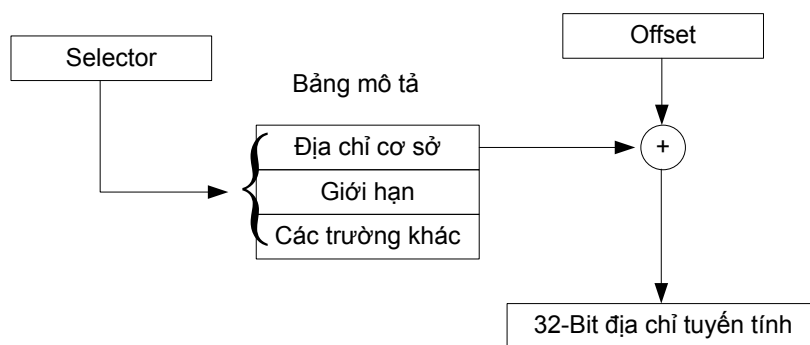 Offset
Selector
Bảng mô tả
Địa chỉ cơ sở
+
Giới hạn
Các trường khác
32-Bit địa chỉ tuyến tính